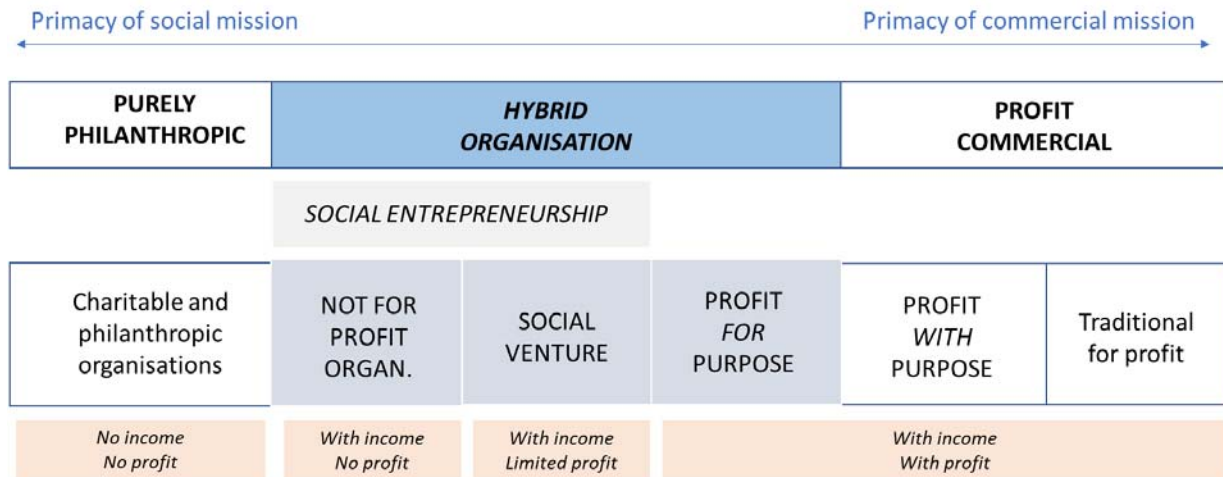 Primacy of social mission
Primacy of commercial mission
PURELY
PHILANTHROPIC
HYBRID
ORGANISATION
PROFIT
COMMERCIAL
SOCIAL ENTREPRENEURSHIP
Charitable and
philanthropic
organisations
NOT FOR
PROFIT
ORGAN.
SOCIAL
VENTURE
PROFIT
FOR
PURPOSE
PROFIT
WITH
PURPOSE
Traditional
for profit
No income
No profit
With income
No profit
With income
Limited profit
With income
With profit